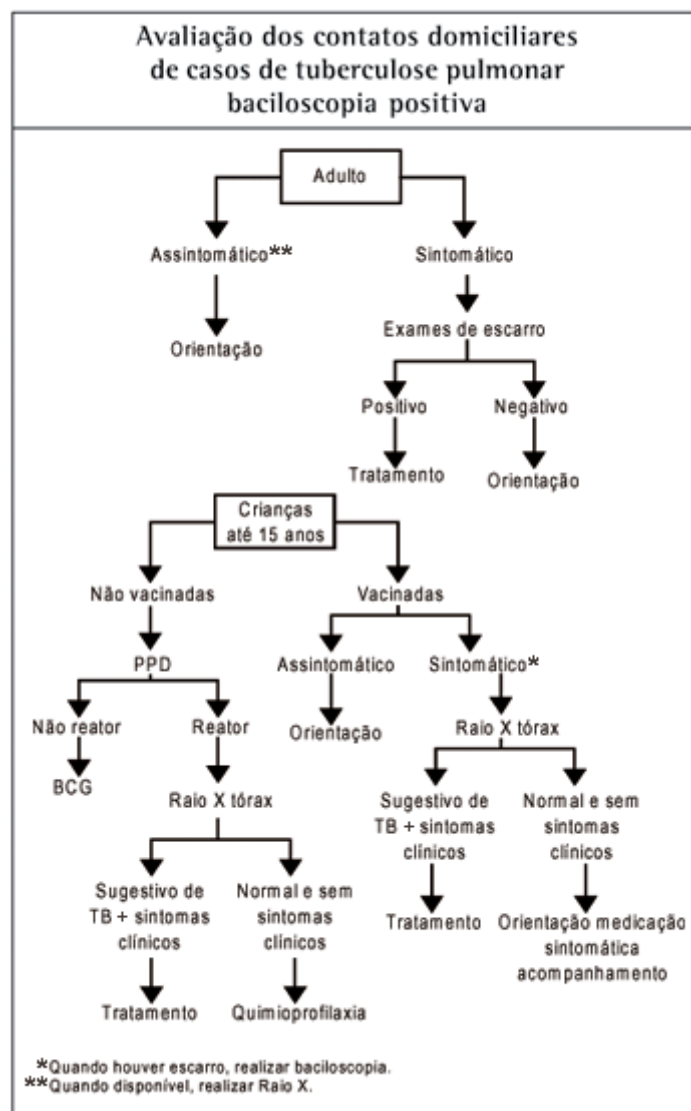 Avaliação dos contatos domiciliares
de casos de tuberculose pulmonar
baciloscopia positiva
Adulto
Assintomático**
Sintomático
Orientação
Exames de escarro
Positivo
Negativo
Tratamento
Orientação
Crianças
até 15 anos
Não vacinadas
Vacinadas
PPD
Assintomático
Sintomático*
Não reator
Reator
Orientação
Raio X tórax
BCG
Raio X tórax
Sugestivo de
TB + sintomas
clínicos
Normal e sem
sintomas
clínicos
Sugestivo de
TB + sintomas
clínicos
Normal e sem
sintomas
clínicos
Tratamento
Orientação medicação
sintomática
acompanhamento
Tratamento
Quimioprofilaxia
*Quando houver escarro, realizar baciloscopia.
**Quando disponível, realizar Raio X.